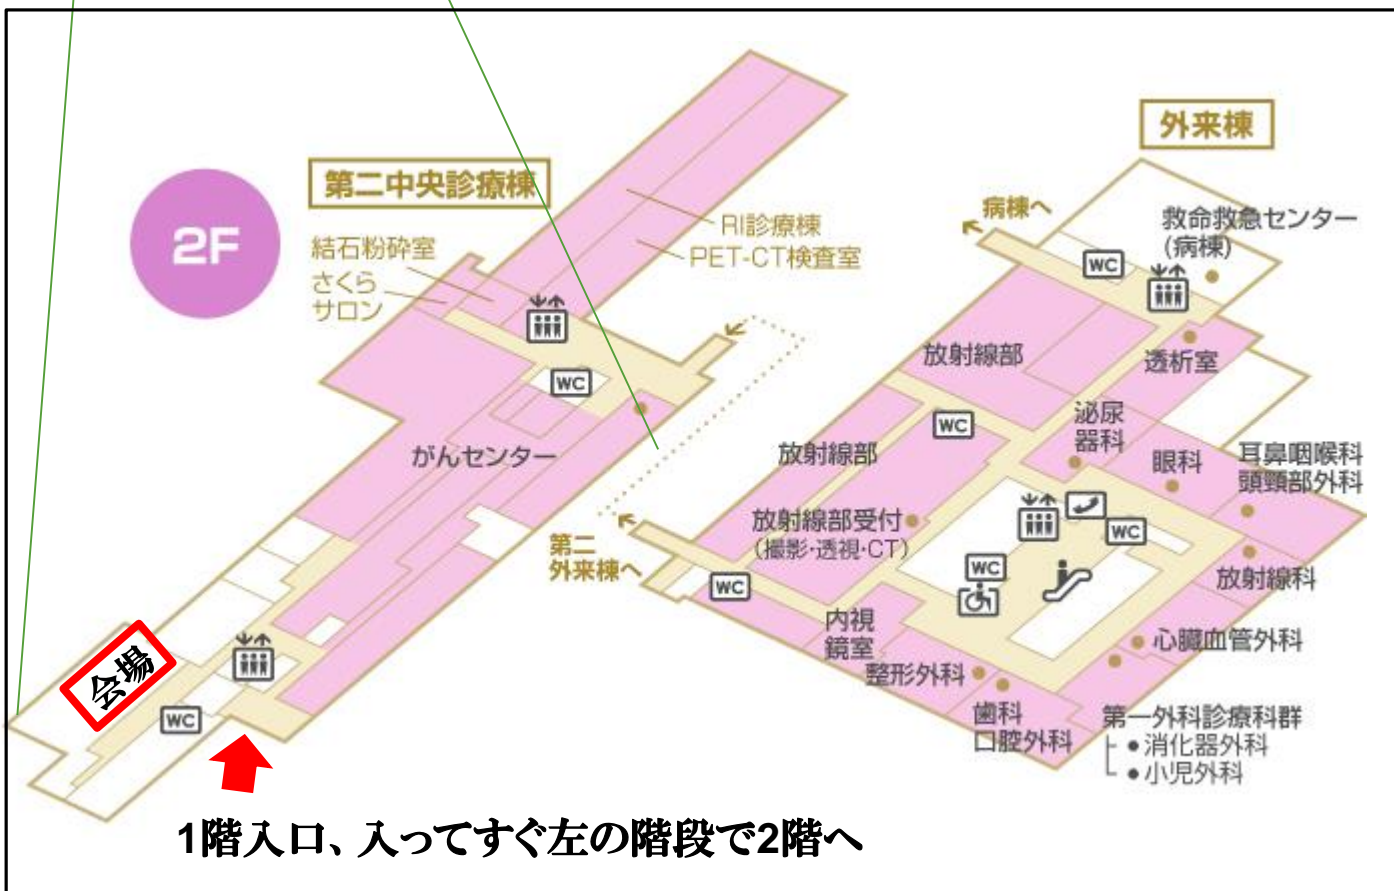 2F
第二中央診療棟
結石粉砕室
さくら
サロン
RI診療棟
PET-CT検査室
WC
がんセンター
会場
WC
1階入口、入ってすぐ左の階段で2階へ
外来棟
病棟へ
救命救急センター
(病棟)
WC
放射線部
透析室
泌尿
器科
WC
放射線部
眼科
耳鼻咽喉科
頭頸部外科
放射線部受付
(撮影・透視・CT)
WC
第二
外来棟へ
WC
WC
放射線科
内視
鏡室
心臓血管外科
整形外科
歯科
口腔外科
第一外科診療科群
●消化器外科
●小児外科